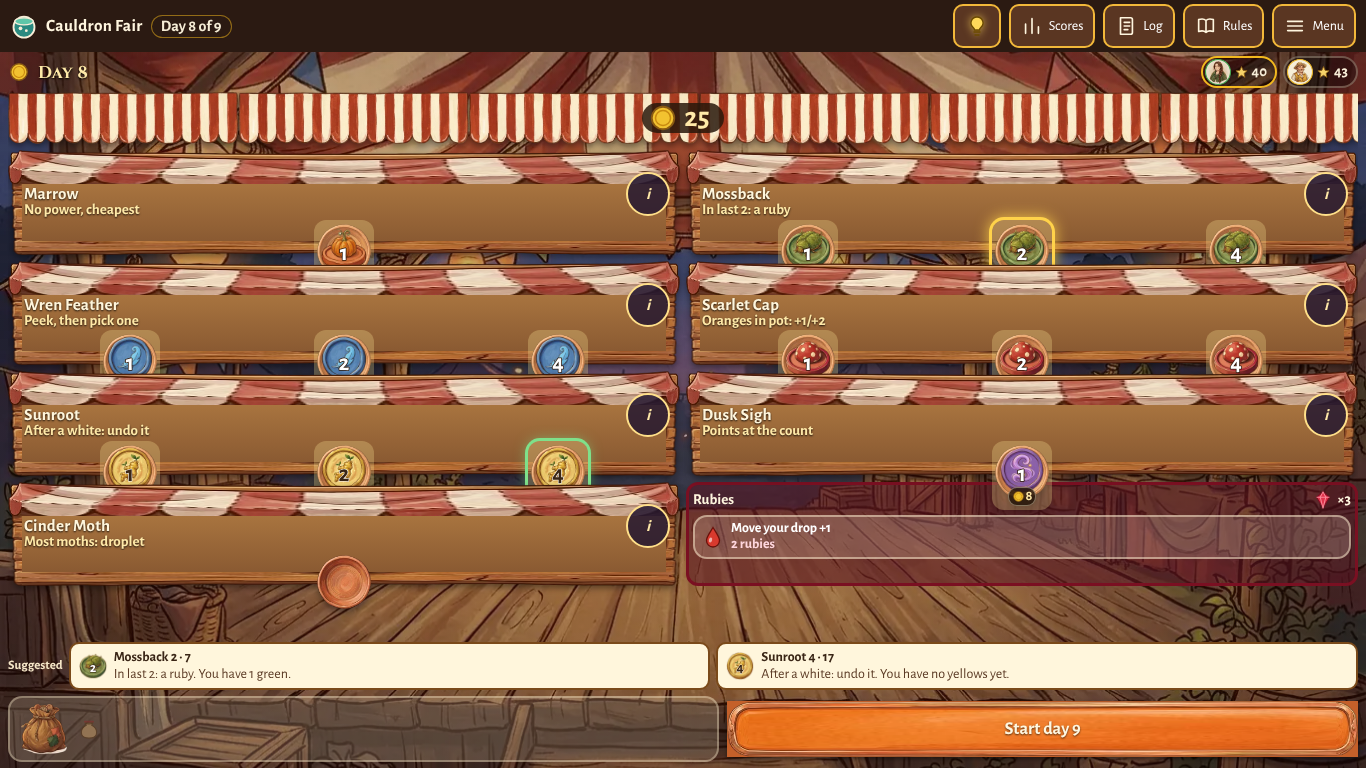 Cauldron Fair Day 8 of 9
Scores
Log
Rules
Menu
DAY 8
40
43
25
Marrow
No power, cheapest
i
1
Mossback
In last 2: a ruby
i
1 2 4
Wren Feather
Peek, then pick one
i
1 2 4
Scarlet Cap
Oranges in pot: +1/+2
i
1 2 4
Sunroot
After a white: undo it
i
1 2 4
Dusk Sigh
Points at the count
i
1
8
Cinder Moth
Most moths: droplet
i
Rubies ×3
Move your drop +1
2 rubies
Suggested
2
Mossback 2 · 7
In last 2: a ruby. You have 1 green.
4
Sunroot 4 · 17
After a white: undo it. You have no yellows yet.
Start day 9